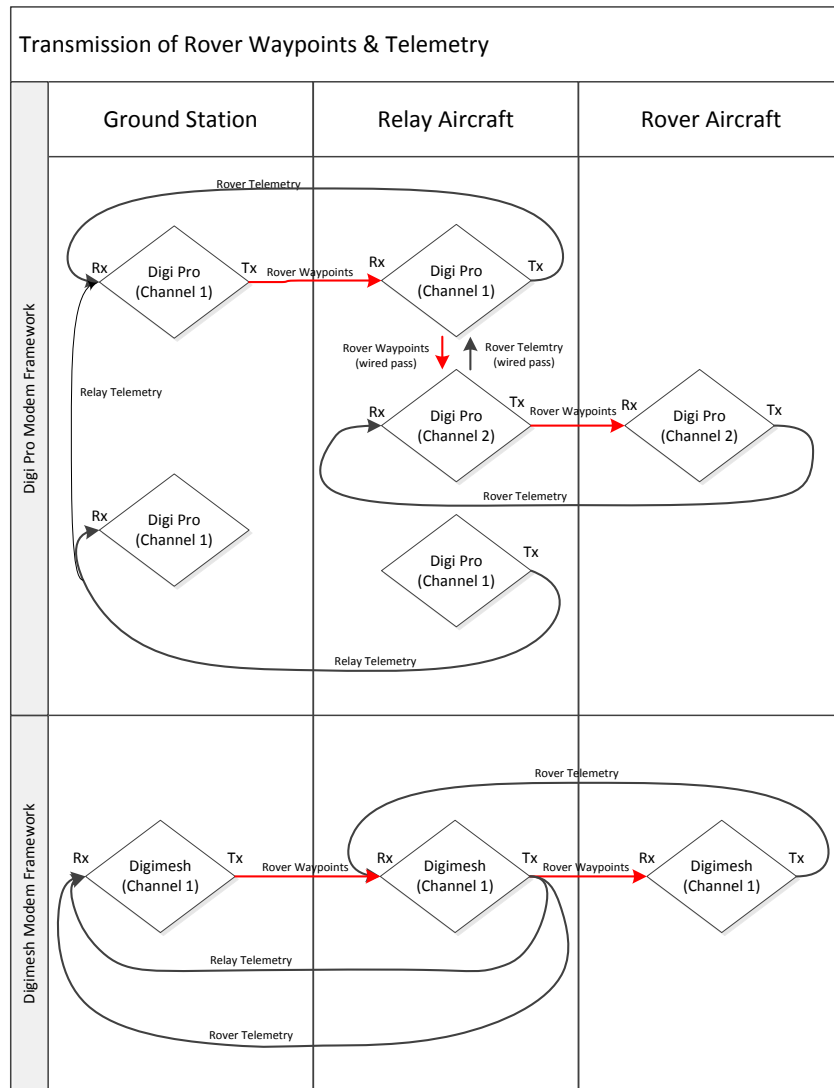 Transmission of Rover Waypoints & Telemetry
Ground Station
Relay Aircraft
Rover Aircraft
Digi Pro Modem Framework
Rover Telemetry
Rx
Digi Pro
(Channel 1)
Tx
Rover Waypoints
Rx
Digi Pro
(Channel 1)
Tx
Rover Waypoints
(wired pass)
Rover Telemtry
(wired pass)
Relay Telemetry
Rx
Digi Pro
(Channel 2)
Tx
Rover Waypoints
Rx
Digi Pro
(Channel 2)
Tx
Rover Telemetry
Rx
Digi Pro
(Channel 1)
Digi Pro
(Channel 1)
Tx
Relay Telemetry
Digimesh Modem Framework
Rover Telemetry
Rx
Digimesh
(Channel 1)
Tx
Rover Waypoints
Rx
Digimesh
(Channel 1)
Tx
Rover Waypoints
Rx
Digimesh
(Channel 1)
Tx
Relay Telemetry
Rover Telemetry